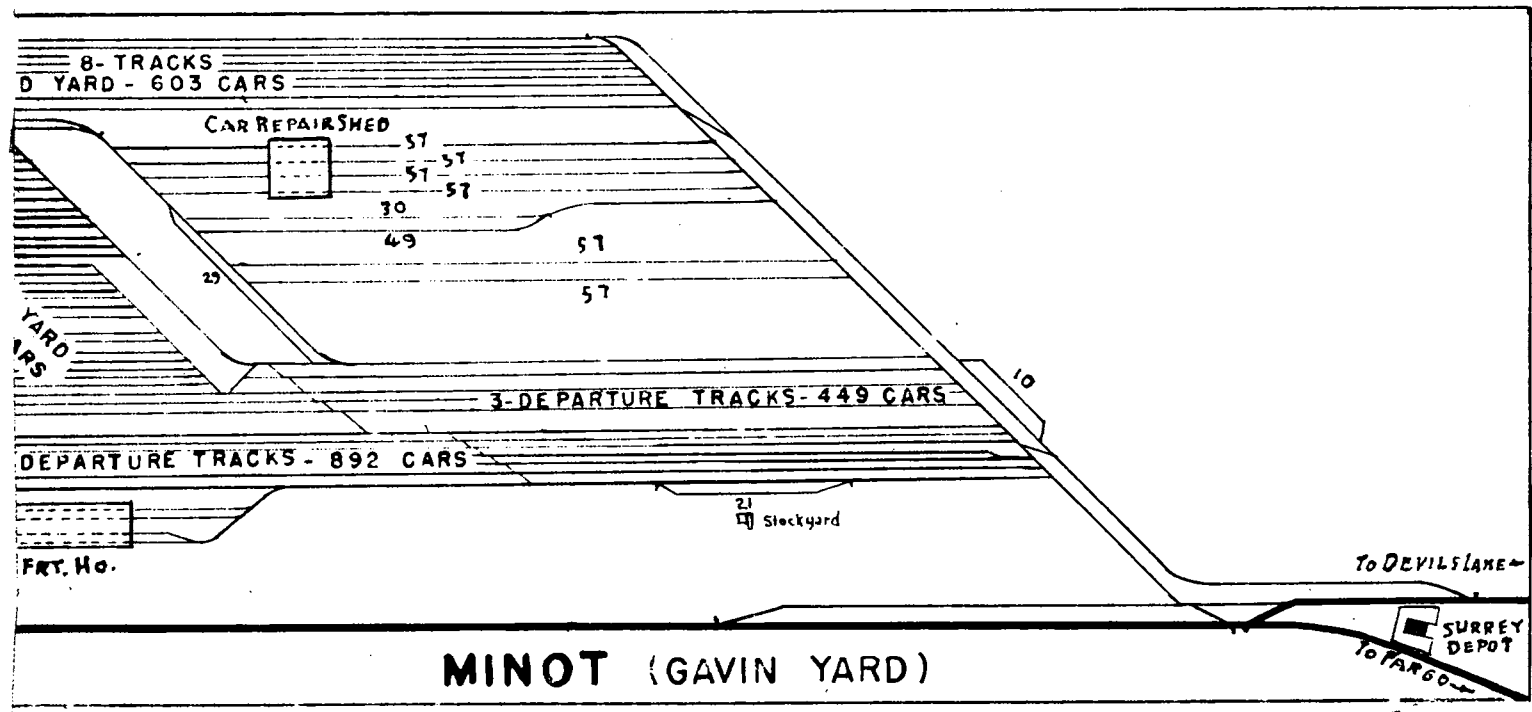 8- TRACKS
D YARD - 603 CARS
CAR REPAIR SHED
57
57
57
57
30
49
57
29
57
YARD
ARS
10
3-DEPARTURE TRACKS-449 CARS
DEPARTURE TRACKS - 892 CARS
21
Stockyard
FRT. HO.
TO DEVILS LAKE
SURREY
DEPOT
TO FARGO
MINOT (GAVIN YARD)